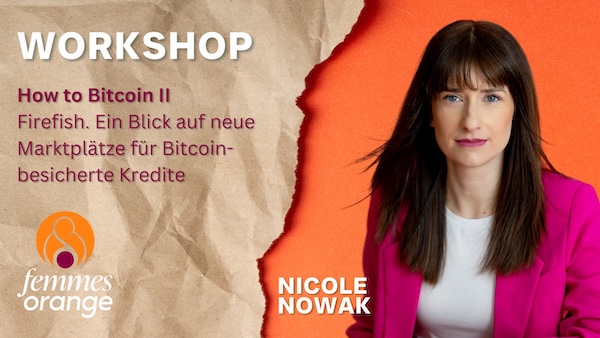 WORKSHOP
How to Bitcoin II
Firefish. Ein Blick auf neue
Marktplätze für Bitcoin-
besicherte Kredite
femmes
orange
NICOLE
NOWAK